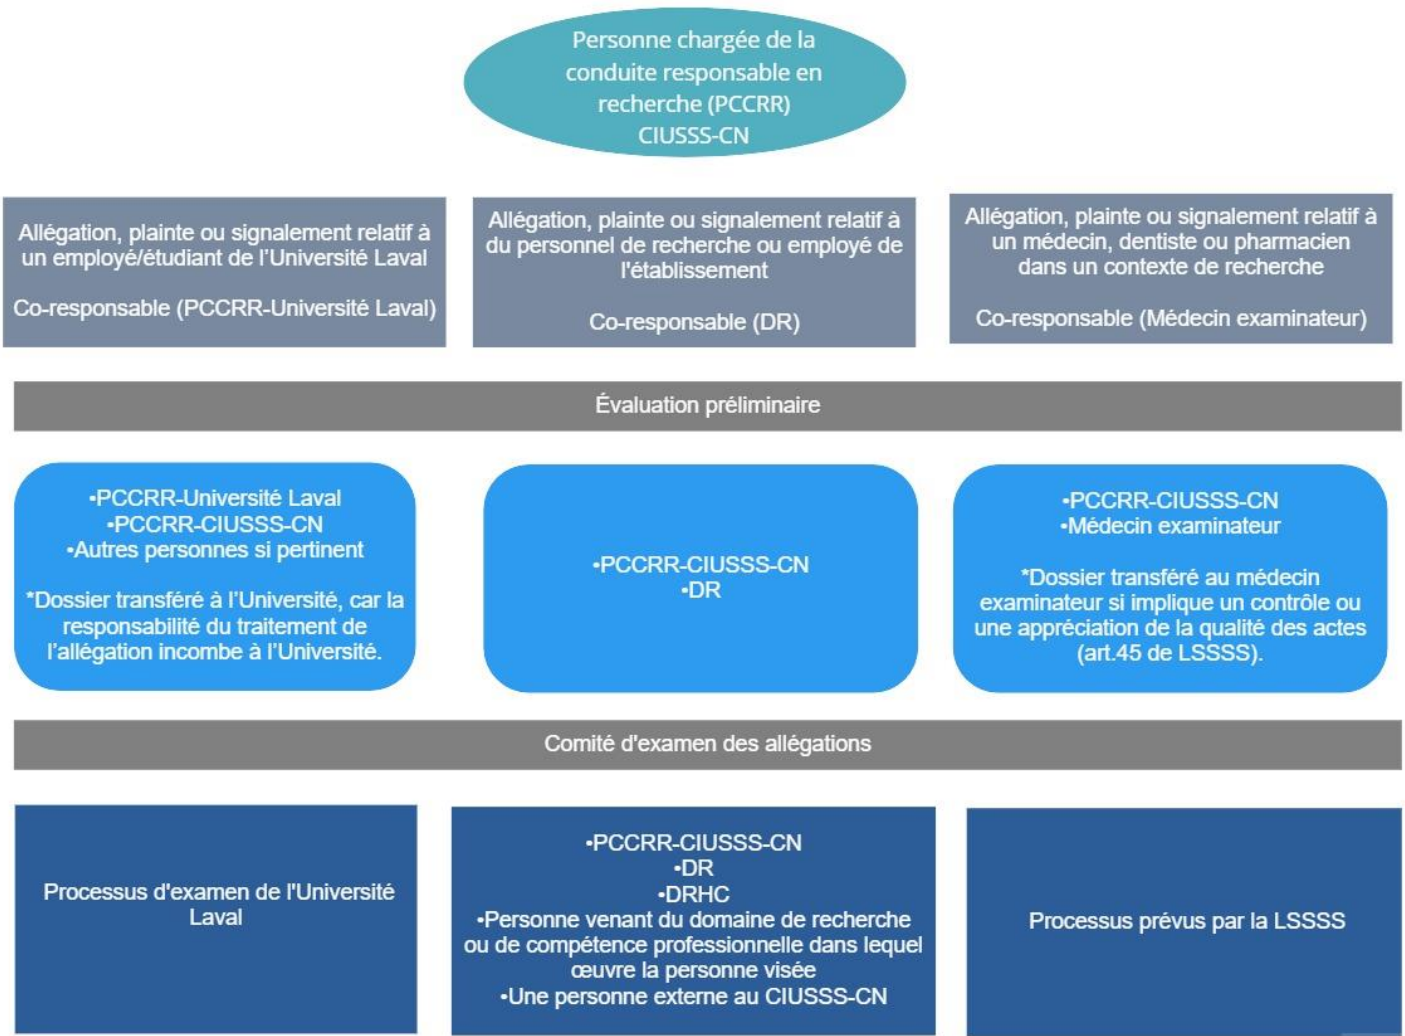 Personne chargée de la
conduite responsable en
recherche (PCCRR)
CIUSSS-CN
Allégation, plainte ou signalement relatif à
un employé/étudiant de l'Université Laval
Co-responsable (PCCRR-Université Laval)
Allégation, plainte ou signalement relatif à
du personnel de recherche ou employé de
l'établissement
Co-responsable (DR)
Allégation, plainte ou signalement relatif à
un médecin, dentiste ou pharmacien
dans un contexte de recherche
Co-responsable (Médecin examinateur)
Évaluation préliminaire
•PCCRR-Université Laval
•PCCRR-CIUSSS-CN
•Autres personnes si pertinent
*Dossier transféré à l'Université, car la
responsabilité du traitement de
l'allégation incombe à l'Université.
•PCCRR-CIUSSS-CN
•DR
•PCCRR-CIUSSS-CN
•Médecin examinateur
*Dossier transféré au médecin
examinateur si implique un contrôle ou
une appréciation de la qualité des actes
(art.45 de LSSSS).
Comité d'examen des allégations
Processus d'examen de l'Université
Laval
•PCCRR-CIUSSS-CN
•DR
•DRHC
•Personne venant du domaine de recherche
ou de compétence professionnelle dans lequel
œuvre la personne visée
•Une personne externe au CIUSSS-CN
Processus prévus par la LSSSS